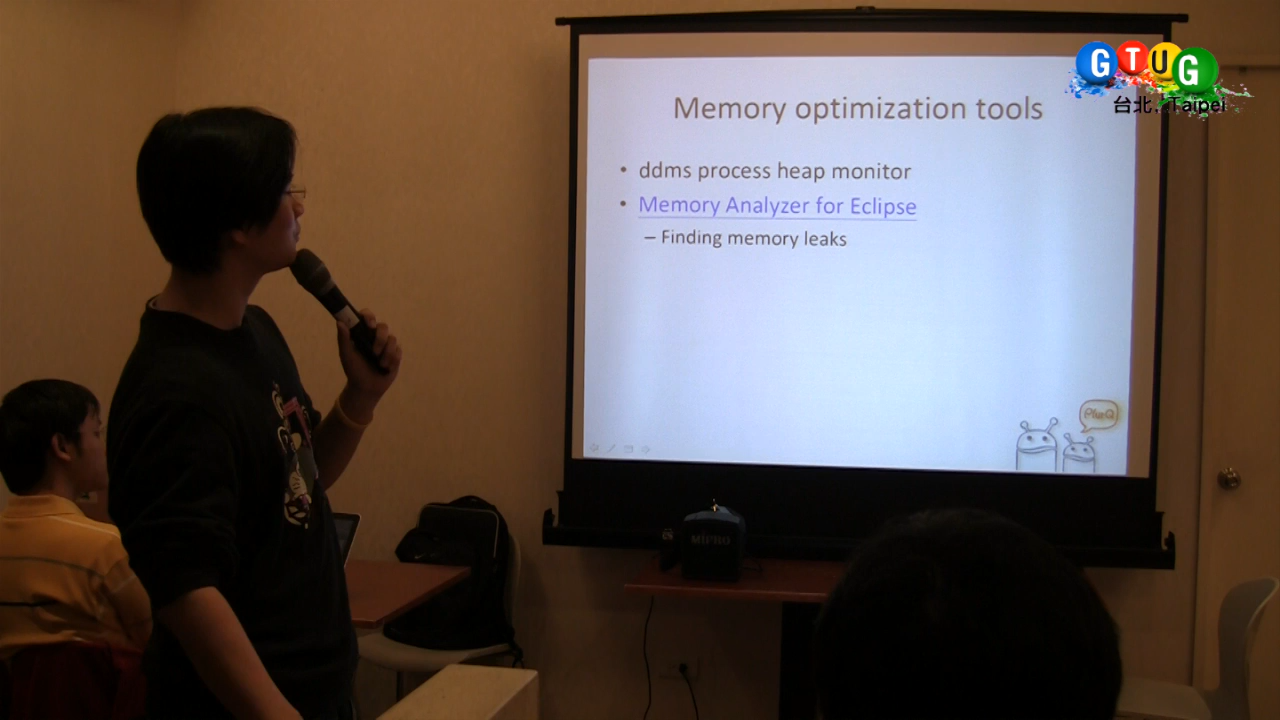 GTUG
台北, Taipei
Memory optimization tools
• ddms process heap monitor
• Memory Analyzer for Eclipse
– Finding memory leaks
MIPRO